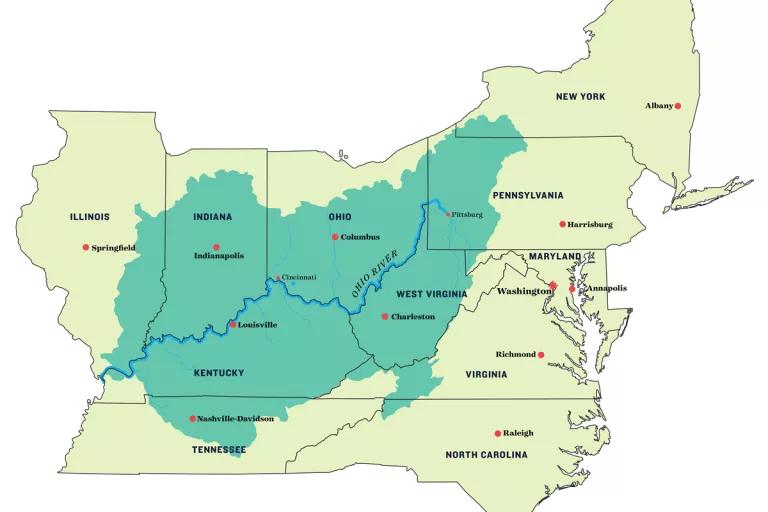 NEW YORK
Albany
PENNSYLVANIA
Harrisburg
Pittsburg
ILLINOIS
Springfield
INDIANA
Indianapolis
OHIO
Columbus
Cincinnati
OHIO RIVER
MARYLAND
Washington
Annapolis
WEST VIRGINIA
Charleston
Louisville
KENTUCKY
Richmond
VIRGINIA
Nashville-Davidson
TENNESSEE
Raleigh
NORTH CAROLINA